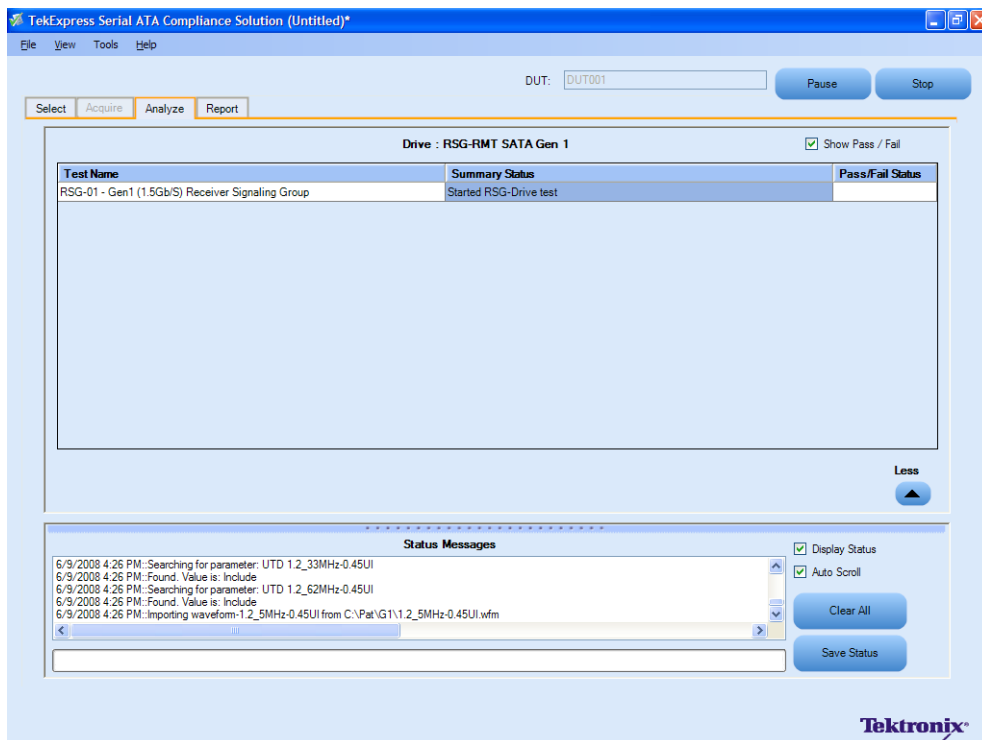 TekExpress Serial ATA Compliance Solution (Untitled)*
File View Tools Help
DUT: DUT001 Pause Stop
Select Acquire Analyze Report
Drive : RSG-RMT SATA Gen 1 Show Pass / Fail
Test Name Summary Status Pass/Fail Status
RSG-01 - Gen1 (1.5Gb/S) Receiver Signaling Group Started RSG-Drive test
Less
Status Messages
Display Status
Auto Scroll
6/9/2008 4:26 PM::Searching for parameter: UTD 1.2_33MHz-0.45UI
6/9/2008 4:26 PM::Found. Value is: Include
6/9/2008 4:26 PM::Searching for parameter: UTD 1.2_62MHz-0.45UI
6/9/2008 4:26 PM::Found. Value is: Include
6/9/2008 4:26 PM::Importing waveform-1.2_5MHz-0.45UI from C:\Pat\G1\1.2_5MHz-0.45UI.wfm
Clear All
Save Status
Tektronix®